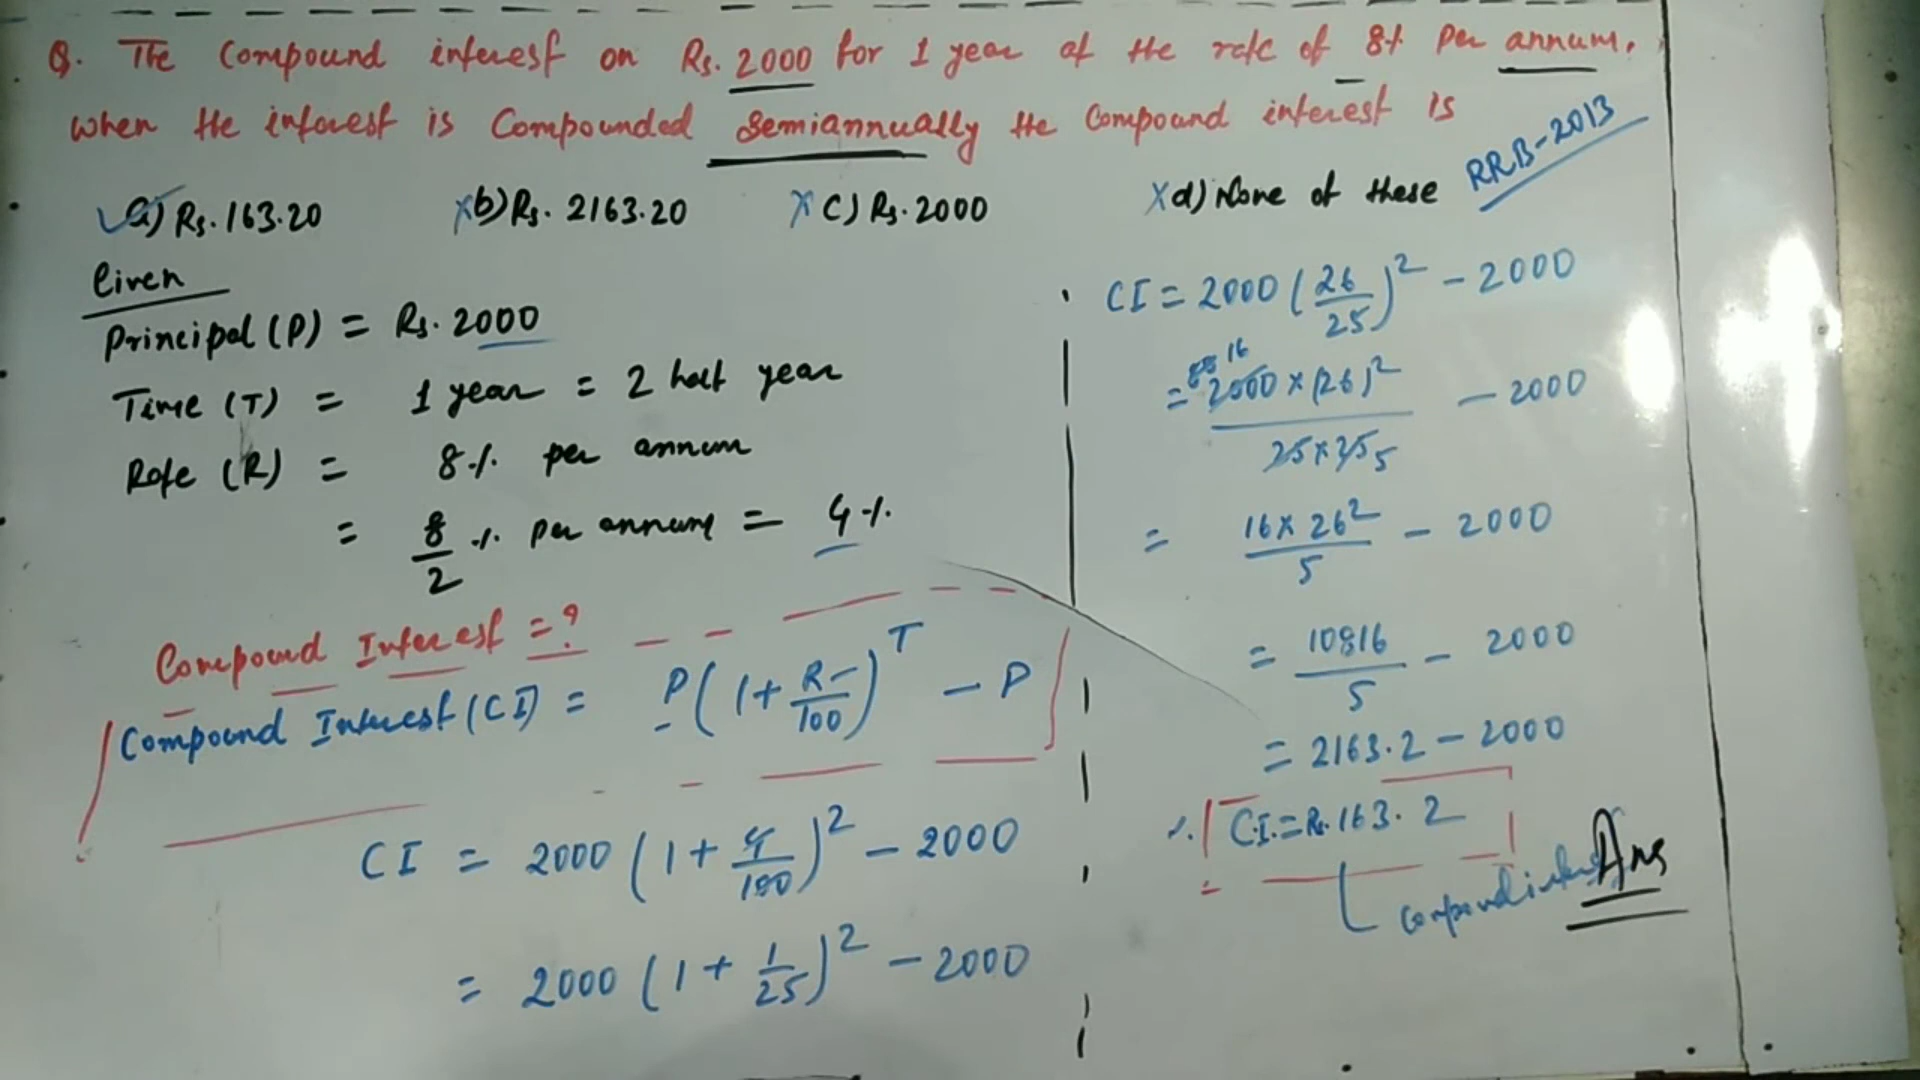 Q. The Compound interest on Rs. 2000 for 1 year at the rate of 8% per annum,
when the interest is Compounded Semiannually the Compound interest is
RRB-2013
a) Rs. 163.20
b) Rs. 2163.20
c) Rs. 2000
d) None of these
Given
Principal (P) = Rs. 2000
Time (T) = 1 year = 2 half year
Rate (R) = 8% per annum
= 8/2 % per annum = 4%
Compound Interest = ?
Compound Interest (CI) = P(1+R/100)^T - P
CI = 2000 (1+4/100)^2 - 2000
= 2000 (1+1/25)^2 - 2000
CI = 2000 (26/25)^2 - 2000
= 2000 × (26)^2 / 25×25 - 2000
16
5
= 16 × 26^2 / 5 - 2000
= 10816/5 - 2000
= 2163.2 - 2000
∴ C.I. = Rs. 163.2
Ans